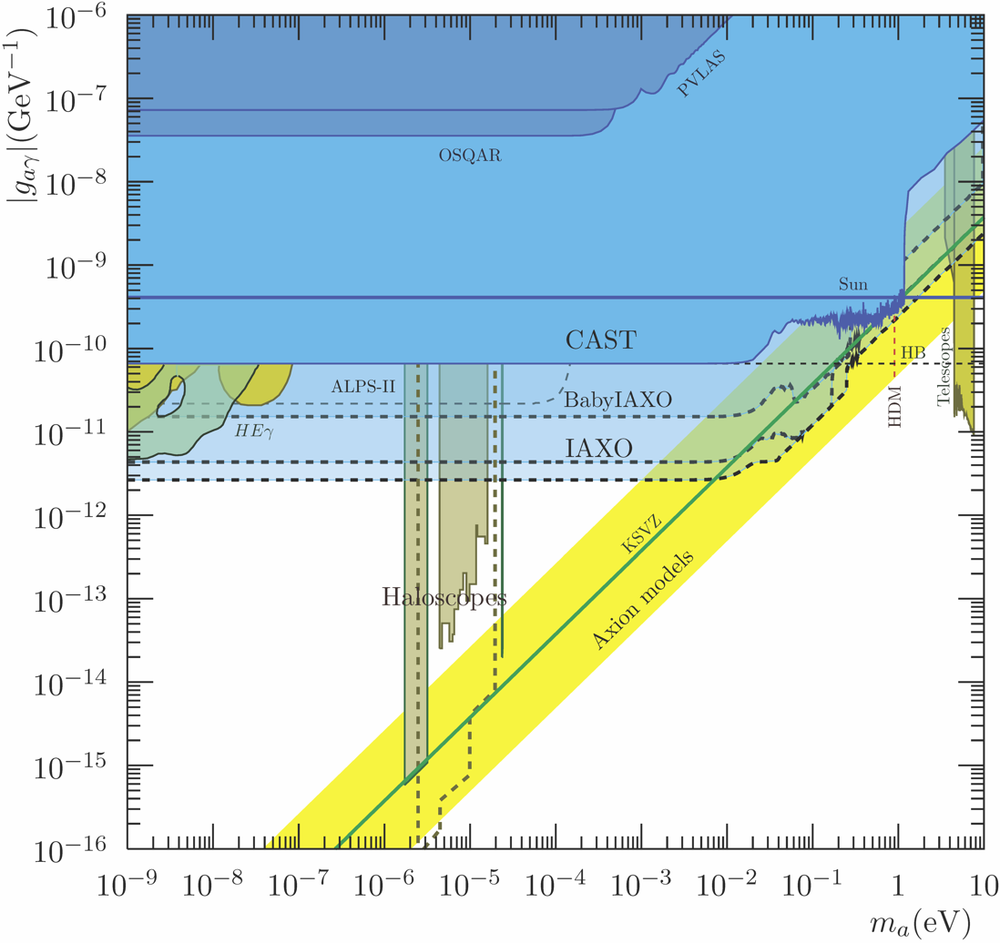 |g_{aγ}|(GeV^{−1})
10^{−6}
10^{−7}
10^{−8}
10^{−9}
10^{−10}
10^{−11}
10^{−12}
10^{−13}
10^{−14}
10^{−15}
10^{−16}
PVLAS
OSQAR
Sun
CAST
HB
ALPS-II
BabyIAXO
Telescopes
HDM
HEγ
IAXO
KSVZ
Haloscopes
Axion models
10^{−9} 10^{−8} 10^{−7} 10^{−6} 10^{−5} 10^{−4} 10^{−3} 10^{−2} 10^{−1} 1 10
m_a(eV)